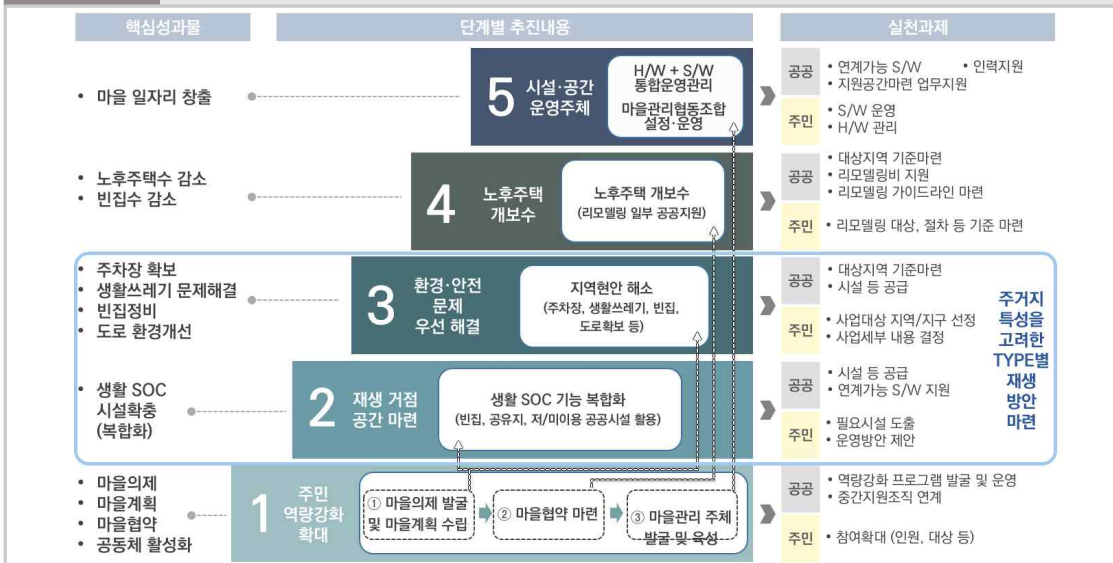 핵심성과물
단계별 추진내용
실천과제
• 마을 일자리 창출
5 시설·공간
운영주체
H/W + S/W
통합운영관리
마을관리협동조합
설정·운영
공공
• 연계가능 S/W • 인력지원
• 지원공간마련 업무지원
주민
• S/W 운영
• H/W 관리
• 노후주택수 감소
• 빈집수 감소
4 노후주택
개보수
노후주택 개보수
(리모델링 일부 공공지원)
공공
• 대상지역 기준마련
• 리모델링비 지원
• 리모델링 가이드라인 마련
주민
• 리모델링 대상, 절차 등 기준 마련
• 주차장 확보
• 생활쓰레기 문제해결
• 빈집정비
• 도로 환경개선
3 환경·안전
문제
우선 해결
지역현안 해소
(주차장, 생활쓰레기, 빈집,
도로확보 등)
공공
• 대상지역 기준마련
• 시설 등 공급
주민
• 사업대상 지역/지구 선정
• 사업세부 내용 결정
• 생활 SOC
시설확충
(복합화)
2 재생 거점
공간 마련
생활 SOC 기능 복합화
(빈집, 공유지, 저/미이용 공공시설 활용)
공공
• 시설 등 공급
• 연계가능 S/W 지원
주민
• 필요시설 도출
• 운영방안 제안
주거지
특성을
고려한
TYPE별
재생
방안
마련
• 마을의제
• 마을계획
• 마을협약
• 공동체 활성화
1 주민
역량강화
확대
① 마을의제 발굴
및 마을계획 수립
② 마을협약 마련
③ 마을관리 주체
발굴 및 육성
공공
• 역량강화 프로그램 발굴 및 운영
• 중간지원조직 연계
주민
• 참여확대 (인원, 대상 등)